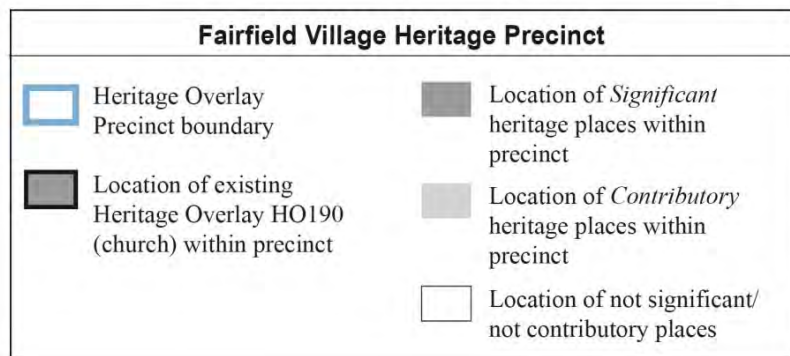 Fairfield Village Heritage Precinct
Heritage Overlay
Precinct boundary
Location of existing
Heritage Overlay HO190
(church) within precinct
Location of Significant
heritage places within
precinct
Location of Contributory
heritage places within
precinct
Location of not significant/
not contributory places